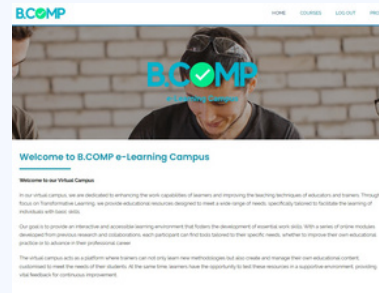 B.COMP
HOME COURSES LOG OUT
B.COMP
e-Learning Campus
Welcome to B.COMP e-Learning Campus
Welcome to our Virtual Campus
In our virtual campus, we are dedicated to enhancing the work capabilities of learners and improving the teaching techniques of educators and trainers. Through
focus on Transformative Learning, we provide educational resources designed to meet a wide range of needs, specifically tailored to facilitate the learning of
individuals with basic skills.
Our goal is to provide an interactive and accessible learning environment that fosters the development of essential work skills. With a series of online modules
developed from previous research and collaborations, each participant can find tools tailored to their specific needs, whether to improve their own educational
practice or to advance in their professional career.
The virtual campus acts as a platform where trainers can not only learn new methodologies but also create and manage their own educational content,
customised to meet the needs of their students. At the same time, learners have the opportunity to test these resources in a supportive environment, providing
vital feedback for continuous improvement.